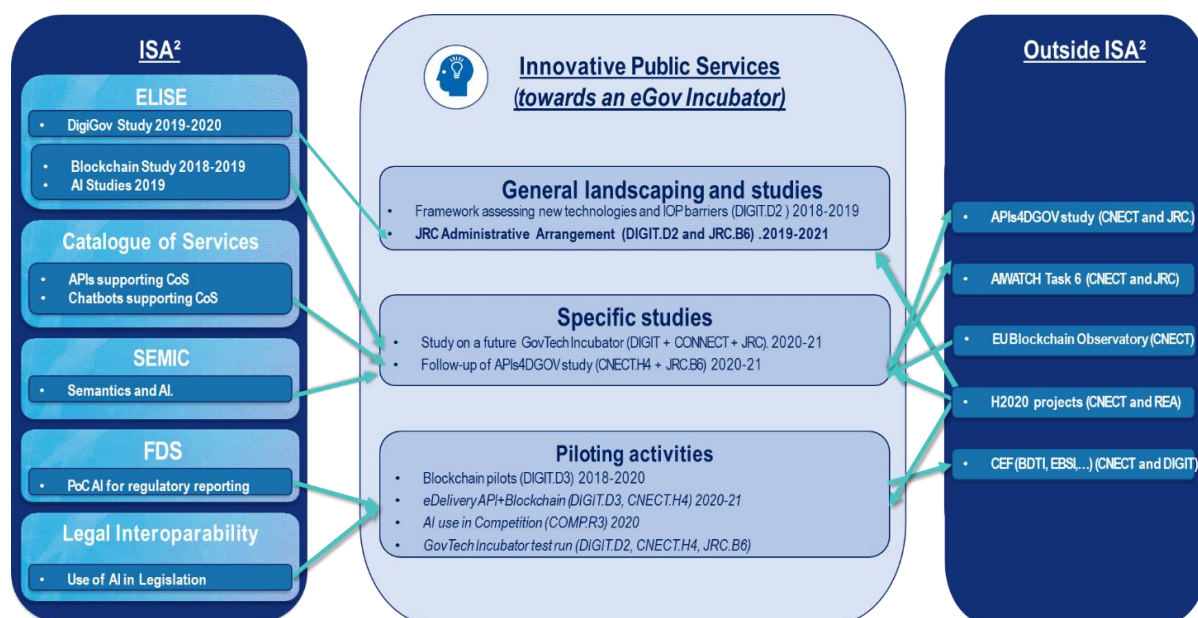 ISA²
ELISE
• DigiGov Study 2019-2020
• Blockchain Study 2018-2019
• AI Studies 2019
Catalogue of Services
• APIs supporting CoS
• Chatbots supporting CoS
SEMIC
• Semantics and AI.
FDS
• PoC AI for regulatory reporting
Legal Interoparability
• Use of AI in Legislation
Innovative Public Services
(towards an eGov Incubator)
General landscaping and studies
• Framework assessing new technologies and IOP barriers (DIGIT.D2 ) 2018-2019
• JRC Administrative Arrangement (DIGIT.D2 and JRC.B6) .2019-2021
Specific studies
• Study on a future GovTech Incubator (DIGIT + CONNECT + JRC). 2020-21
• Follow-up of APIs4DGOV study (CNECT.H4 + JRC.B6) 2020-21
Piloting activities
• Blockchain pilots (DIGIT.D3) 2018-2020
• eDelivery API+Blockchain (DIGIT.D3, CNECT.H4) 2020-21
• AI use in Competition (COMP.R3) 2020
• GovTech Incubator test run (DIGIT.D2, CNECT.H4, JRC.B6)
Outside ISA²
• APIs4DGOV study (CNECT and JRC.)
• AIWATCH Task 6 (CNECT and JRC)
• EU Blockchain Observatory (CNECT)
• H2020 projects (CNECT and REA)
• CEF (BDTI, EBSI,…) (CNECT and DIGIT)